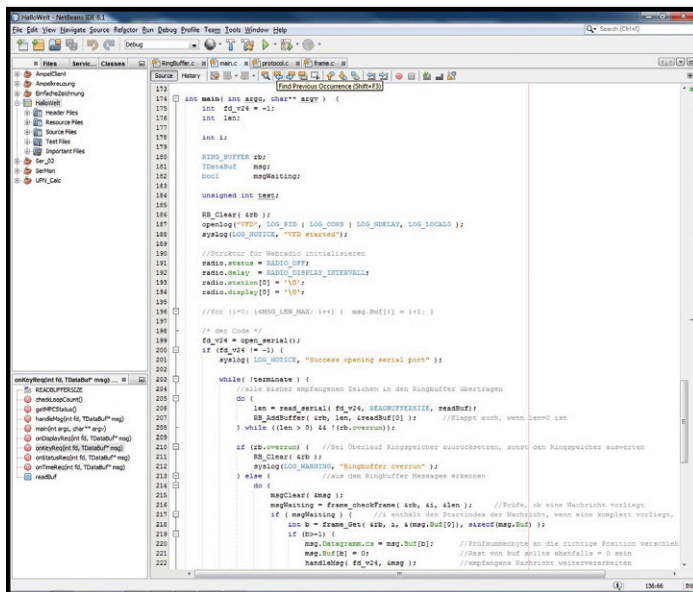 HalloWelt - NetBeans IDE 8.1
File Edit View Navigate Source Refactor Run Debug Profile Team Tools Window Help
Search (Ctrl+I)
Debug
Files Servic... Classes
RingBuffer.c main.c protocol.c frame.c
Source History
Find Previous Occurrence (Shift+F3)
AmpelClient
Ampelkreuzung
EinfacheZeichnung
HalloWelt
Header Files
Resource Files
Source Files
Test Files
Important Files
Ser_02
SerMan
UPN_Calc
173
174 int main( int argc, char** argv ) {
175 int fd_v24 = -1;
176 int len;
177
178 int i;
179
180 RING_BUFFER rb;
181 TDataBuf msg;
182 bool msgWaiting;
183
184 unsigned int test;
185
186 RB_Clear( &rb );
187 openlog("VFD", LOG_PID | LOG_CONS | LOG_NDELAY, LOG_LOCAL0 );
188 syslog(LOG_NOTICE, "VFD started");
189
190 //Struktur für Webradio initialisieren
191 radio.status = RADIO_OFF;
192 radio.delay = RADIO_DISPLAY_INTERVALL;
193 radio.station[0] = '\0';
194 radio.display[0] = '\0';
195
196 //for (i=0; i<MSG_LEN_MAX; i++) { msg.Buf[i] = i+1; }
197
198 /* der Code */
199 fd_v24 = open_serial();
200 if (fd_v24 != -1) {
201 syslog( LOG_NOTICE, "Success opening serial port" );
202
203 while( !terminate ) {
204 //alle bisher empfangenen Zeichen in den Ringbuffer übertragen
205 do {
206 len = read_serial( fd_v24, READBUFFERSIZE, readBuf);
207 RB_AddBuffer( &rb, len, &readBuf[0] ); //Klappt auch, wenn len=0 ist
208 } while ((len > 0) && !(rb.overrun));
209
210 if (rb.overrun) { //Bei Überlauf Ringspeicher zurücksetzen, sonst den Ringspeicher auswerten
211 RB_Clear( &rb );
212 syslog(LOG_WARNING, "Ringbuffer overrun" );
213 } else { //aus dem Ringbuffer Messages erkennen
214 do {
215 msgClear( &msg );
216 msgWaiting = frame_checkFrame( &rb, &i, &len ); //Prüfe, ob eine Nachricht vorliegt
217 if ( msgWaiting ) { //i enthält den Startindex der Nachricht, wenn eine komplett vorliegt,
218 int b = frame_Get( &rb, i, &(msg.Buf[0]), sizeof(msg.Buf) );
219 if (b>-1) {
220 msg.Datagramm.cs = msg.Buf[b]; //Prüfsummenbyte an die richtige Position verschieb
221 msg.Buf[b] = 0; //Rest von buf sollte ebenfalls = 0 sein
222 handleMsg( fd_v24, &msg ); //empfangene Nachricht weiterverarbeiten
onKeyReq(int fd, TDataBuf* msg) ...
READBUFFERSIZE
checkLoopCount()
getMPCStatus()
handleMsg(int fd, TDataBuf* msg)
main(int argc, char ** argv)
onDisplayReq(int fd, TDataBuf* msg)
onKeyReq(int fd, TDataBuf* msg)
onStatusReq(int fd, TDataBuf* msg)
onTimeReq(int fd, TDataBuf* msg)
readBuf
136:66 INS